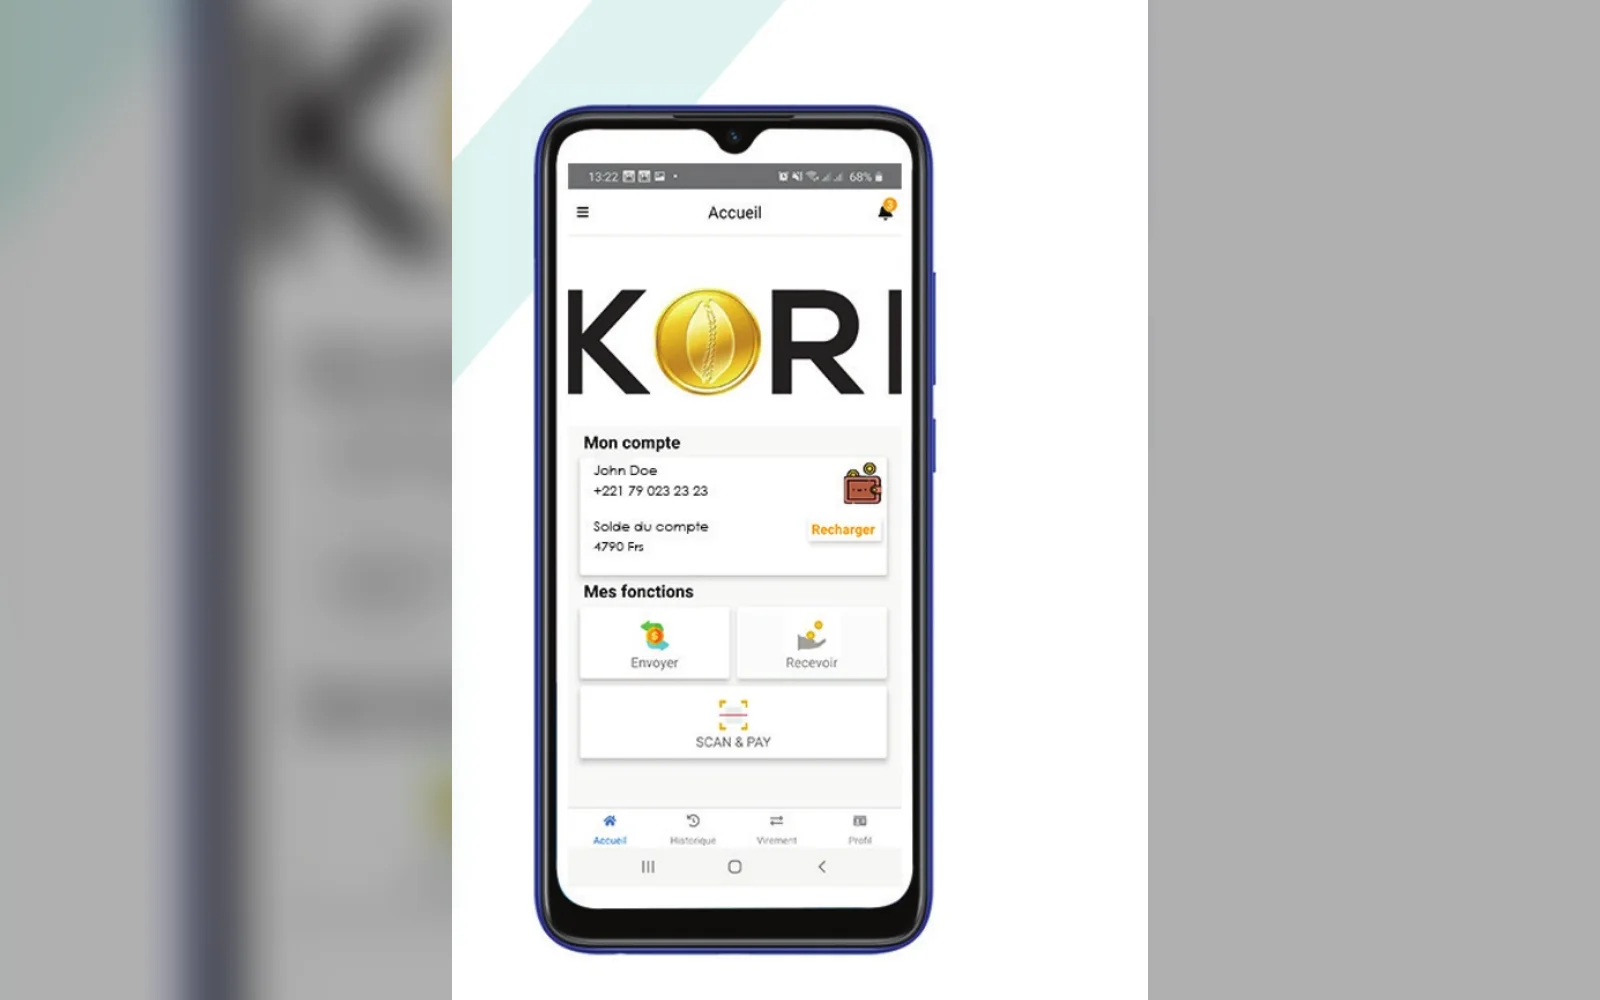 13:22
68%
Accueil
3
KORI
Mon compte
John Doe
+221 79 023 23 23
Solde du compte
4790 Frs
Recharger
Mes fonctions
Envoyer
Recevoir
SCAN & PAY
Accueil
Historique
Virement
Profil